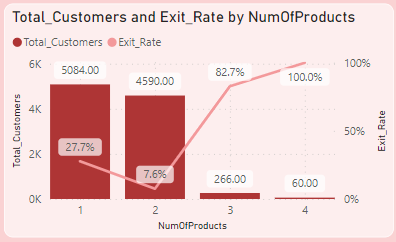 Total_Customers and Exit_Rate by NumOfProducts
Total_Customers Exit_Rate
6K 5084.00 4590.00 82.7% 100.0% 100%
4K
27.7% 50%
2K 7.6% 266.00 60.00
0K 0%
1 2 3 4
NumOfProducts
Total_Customers
Exit_Rate